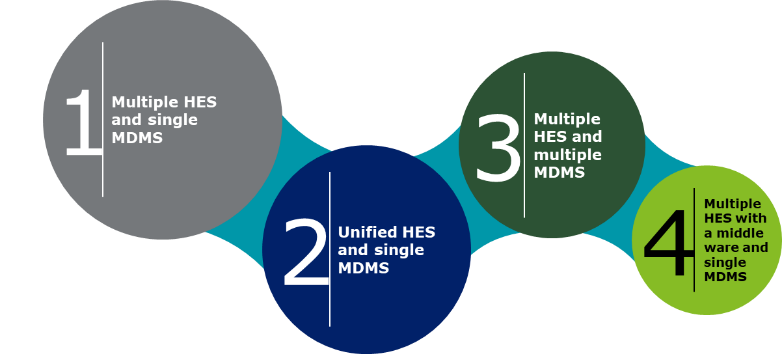 1
Multiple HES
and single
MDMS
2
Unified HES
and single
MDMS
3
Multiple
HES and
multiple
MDMS
4
Multiple
HES with
a middle
ware and
single
MDMS